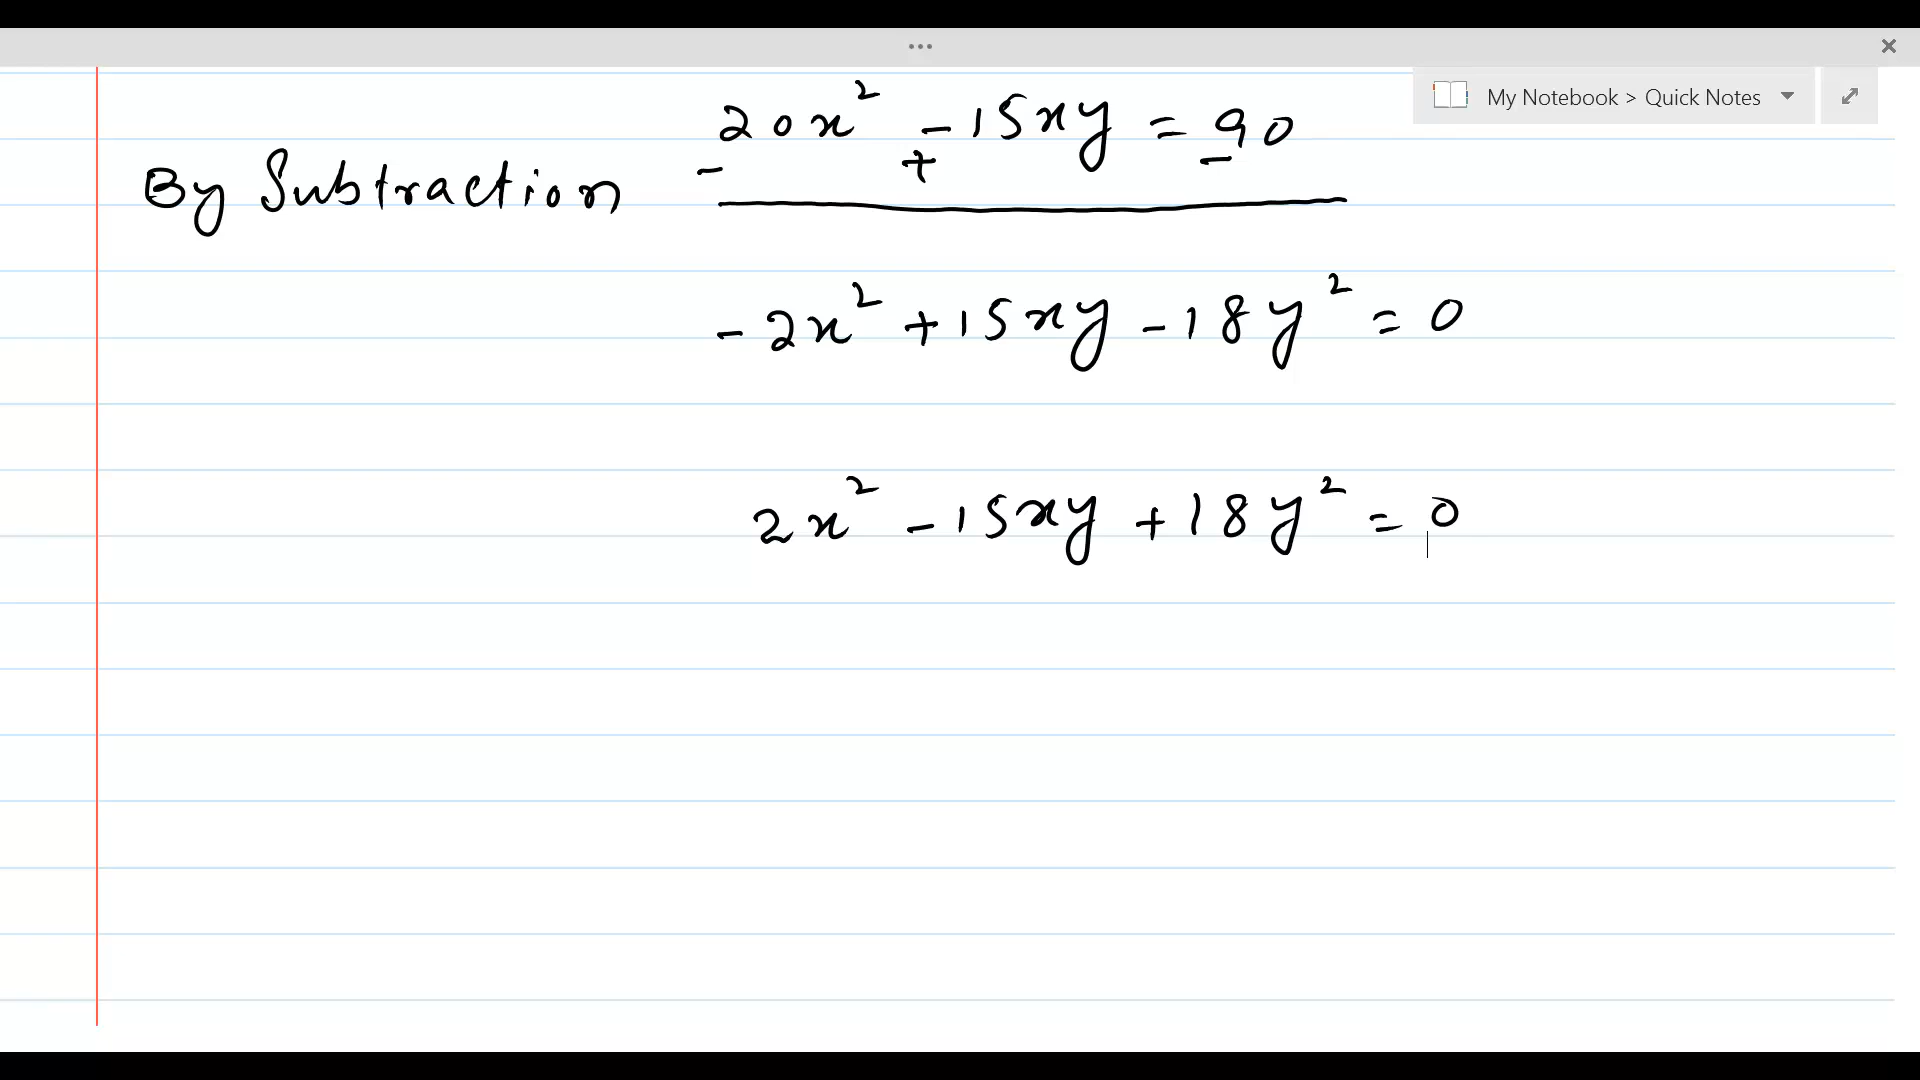 ...
My Notebook > Quick Notes
20x² - 15xy = 90
- + -
By Subtraction
-2x² + 15xy - 18y² = 0
2x² - 15xy + 18y² = 0